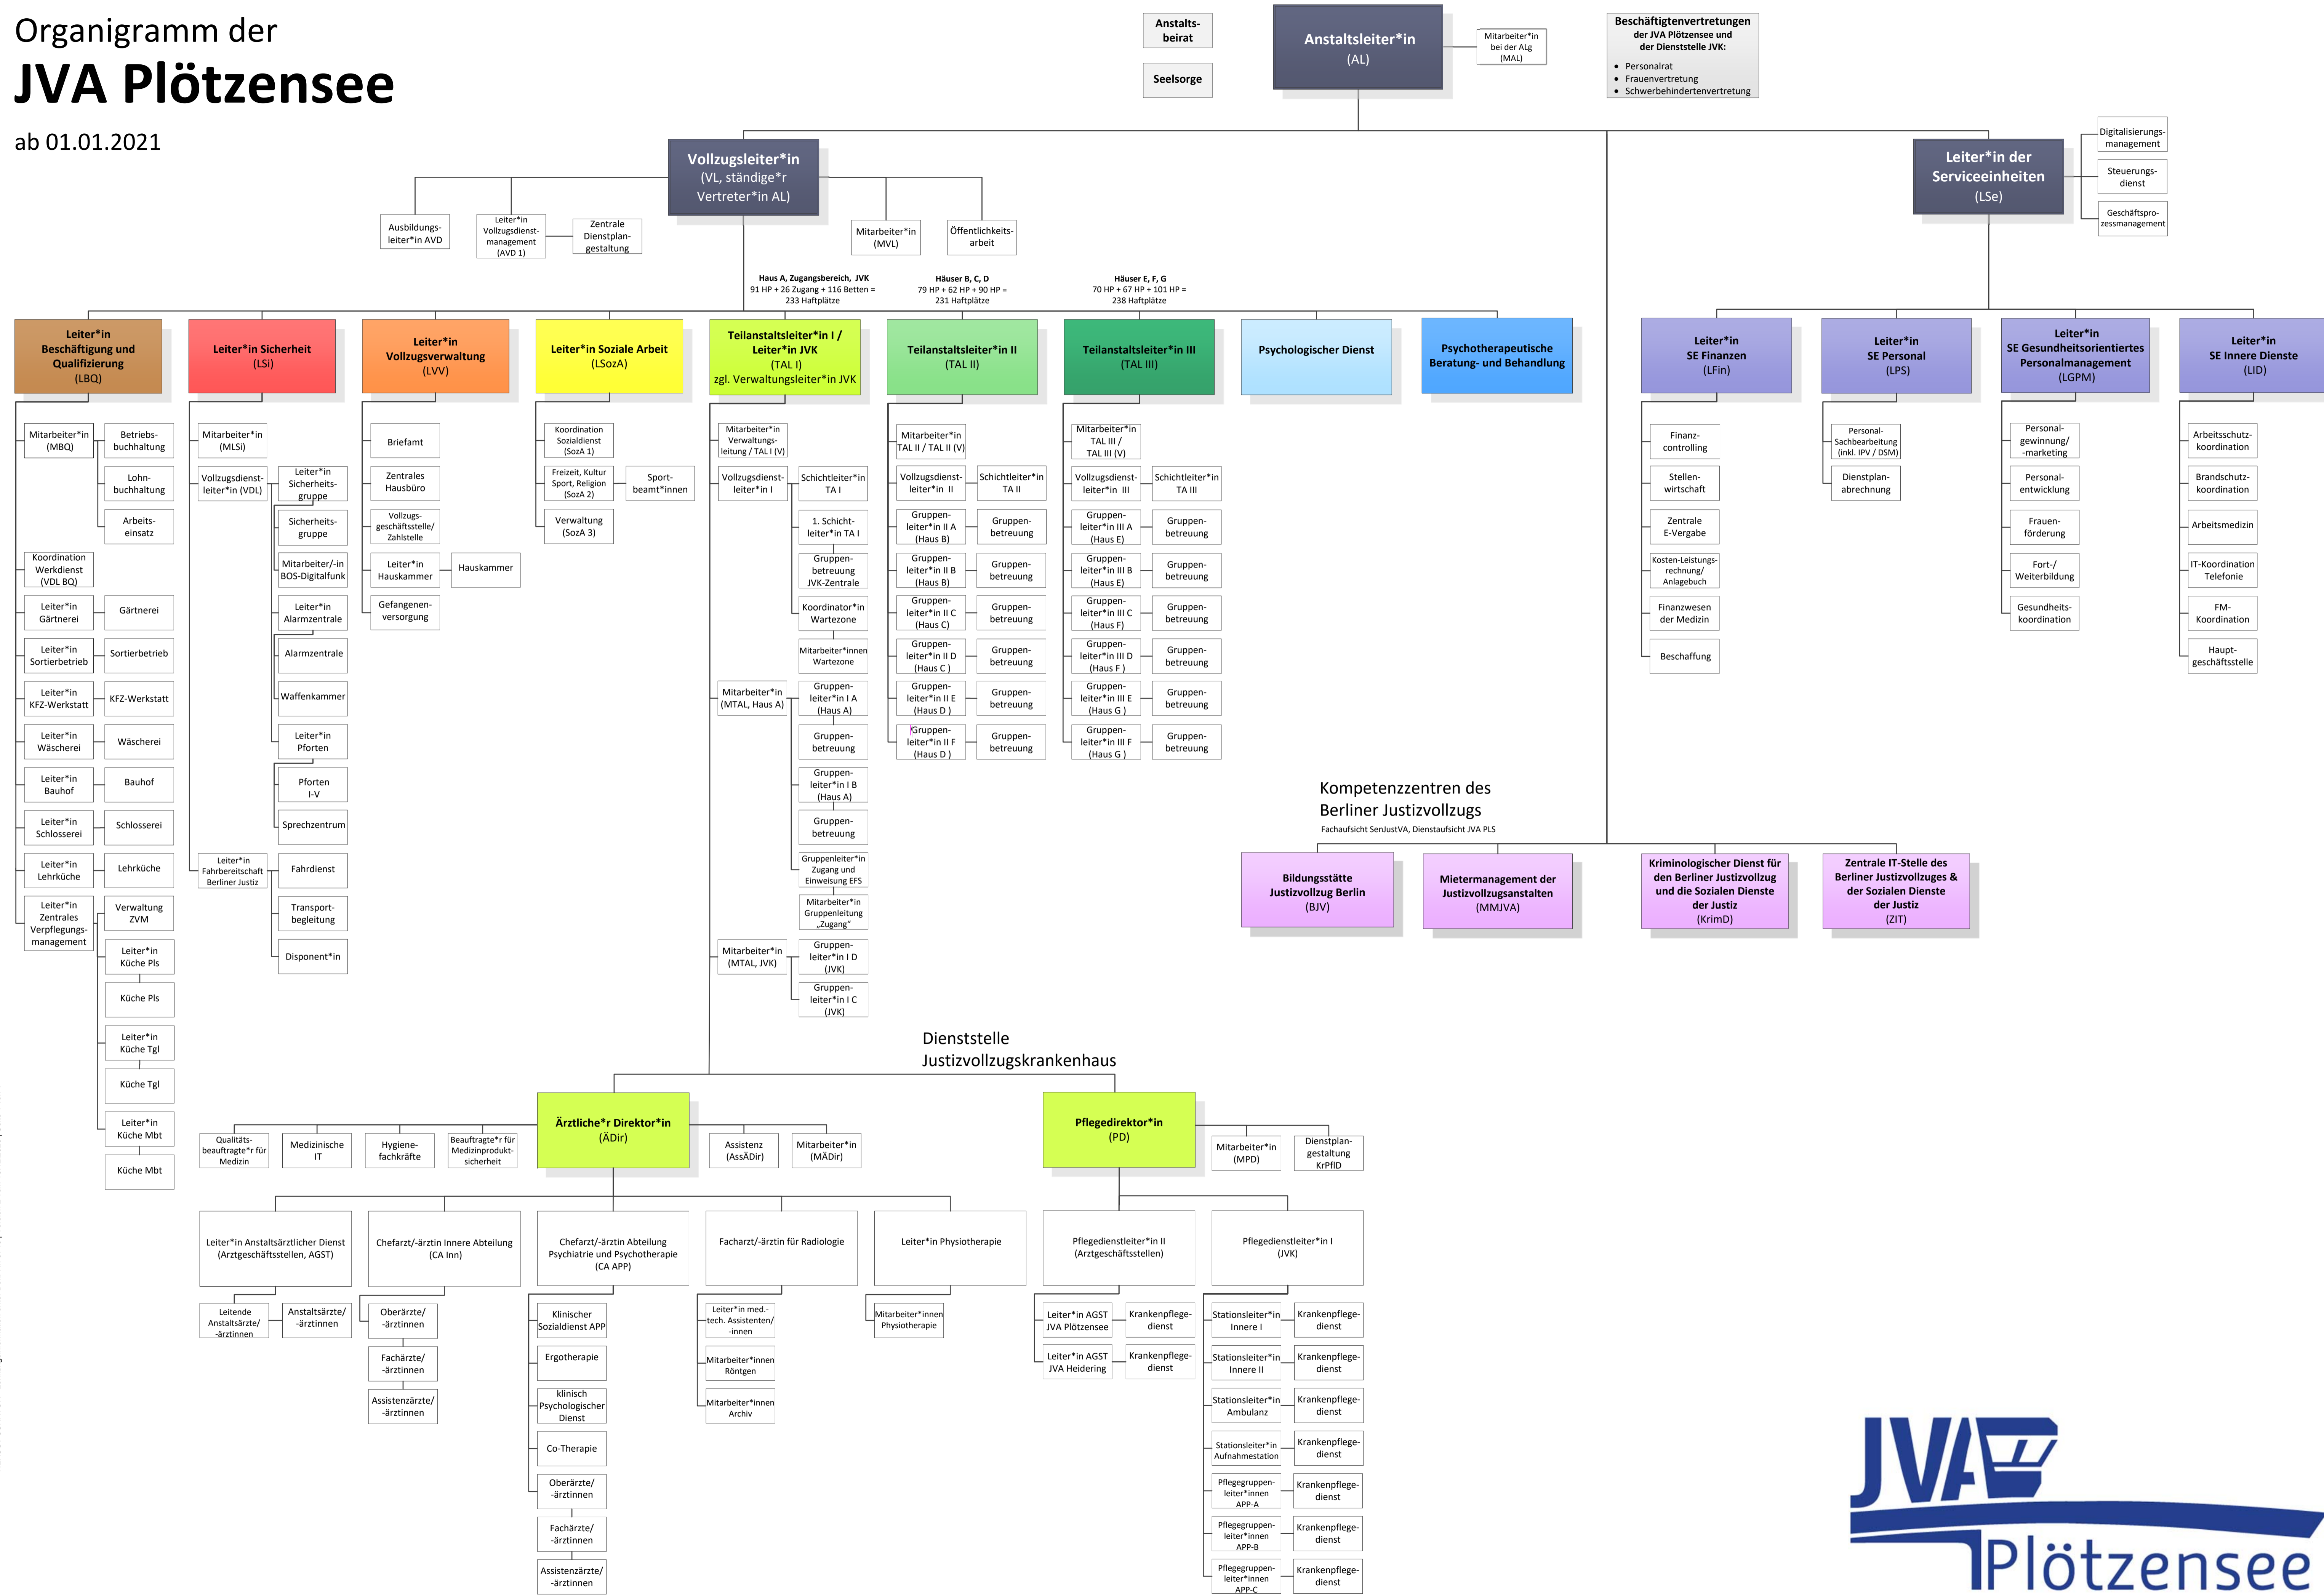 Organigramm der
JVA Plötzensee
ab 01.01.2021
Anstalts-
beirat
Seelsorge
Anstaltsleiter*in
(AL)
Mitarbeiter*in
bei der ALg
(MAL)
Beschäftigtenvertretungen
der JVA Plötzensee und
der Dienststelle JVK:
• Personalrat
• Frauenvertretung
• Schwerbehindertenvertretung
Vollzugsleiter*in
(VL, ständige*r
Vertreter*in AL)
Ausbildungs-
leiter*in AVD
Leiter*in
Vollzugsdienst-
management
(AVD 1)
Zentrale
Dienstplan-
gestaltung
Mitarbeiter*in
(MVL)
Öffentlichkeits-
arbeit
Leiter*in der
Serviceeinheiten
(LSe)
Digitalisierungs-
management
Steuerungs-
dienst
Geschäftspro-
zessmanagement
Haus A, Zugangsbereich, JVK
91 HP + 26 Zugang + 116 Betten =
233 Haftplätze
Häuser B, C, D
79 HP + 62 HP + 90 HP =
231 Haftplätze
Häuser E, F, G
70 HP + 67 HP + 101 HP =
238 Haftplätze
Leiter*in
Beschäftigung und
Qualifizierung
(LBQ)
Leiter*in Sicherheit
(LSi)
Leiter*in
Vollzugsverwaltung
(LVV)
Leiter*in Soziale Arbeit
(LSozA)
Teilanstaltsleiter*in I /
Leiter*in JVK
(TAL I)
zgl. Verwaltungsleiter*in JVK
Teilanstaltsleiter*in II
(TAL II)
Teilanstaltsleiter*in III
(TAL III)
Psychologischer Dienst
Psychotherapeutische
Beratung- und Behandlung
Leiter*in
SE Finanzen
(LFin)
Leiter*in
SE Personal
(LPS)
Leiter*in
SE Gesundheitsorientiertes
Personalmanagement
(LGPM)
Leiter*in
SE Innere Dienste
(LID)
Mitarbeiter*in
(MBQ)
Betriebs-
buchhaltung
Lohn-
buchhaltung
Arbeits-
einsatz
Koordination
Werkdienst
(VDL BQ)
Leiter*in
Gärtnerei
Gärtnerei
Leiter*in
Sortierbetrieb
Sortierbetrieb
Leiter*in
KFZ-Werkstatt
KFZ-Werkstatt
Leiter*in
Wäscherei
Wäscherei
Leiter*in
Bauhof
Bauhof
Leiter*in
Schlosserei
Schlosserei
Leiter*in
Lehrküche
Lehrküche
Leiter*in
Zentrales
Verpflegungs-
management
Verwaltung
ZVM
Leiter*in
Küche Pls
Küche Pls
Leiter*in
Küche Tgl
Küche Tgl
Leiter*in
Küche Mbt
Küche Mbt
Mitarbeiter*in
(MLSi)
Vollzugsdienst-
leiter*in (VDL)
Leiter*in
Sicherheits-
gruppe
Sicherheits-
gruppe
Mitarbeiter/-in
BOS-Digitalfunk
Leiter*in
Alarmzentrale
Alarmzentrale
Waffenkammer
Leiter*in
Pforten
Pforten
I-V
Sprechzentrum
Leiter*in
Fahrbereitschaft
Berliner Justiz
Fahrdienst
Transport-
begleitung
Disponent*in
Briefamt
Zentrales
Hausbüro
Vollzugs-
geschäftsstelle/
Zahlstelle
Leiter*in
Hauskammer
Hauskammer
Gefangenen-
versorgung
Koordination
Sozialdienst
(SozA 1)
Freizeit, Kultur
Sport, Religion
(SozA 2)
Sport-
beamt*innen
Verwaltung
(SozA 3)
Mitarbeiter*in
Verwaltungs-
leitung / TAL I (V)
Vollzugsdienst-
leiter*in I
Schichtleiter*in
TA I
1. Schicht-
leiter*in TA I
Gruppen-
betreuung
JVK-Zentrale
Koordinator*in
Wartezone
Mitarbeiter*innen
Wartezone
Mitarbeiter*in
(MTAL, Haus A)
Gruppen-
leiter*in I A
(Haus A)
Gruppen-
betreuung
Gruppen-
leiter*in I B
(Haus A)
Gruppen-
betreuung
Gruppenleiter*in
Zugang und
Einweisung EFS
Mitarbeiter*in
Gruppenleitung
„Zugang“
Mitarbeiter*in
(MTAL, JVK)
Gruppen-
leiter*in I D
(JVK)
Gruppen-
leiter*in I C
(JVK)
Mitarbeiter*in
TAL II / TAL II (V)
Vollzugsdienst-
leiter*in II
Schichtleiter*in
TA II
Gruppen-
leiter*in II A
(Haus B)
Gruppen-
betreuung
Gruppen-
leiter*in II B
(Haus B)
Gruppen-
betreuung
Gruppen-
leiter*in II C
(Haus C)
Gruppen-
betreuung
Gruppen-
leiter*in II D
(Haus C )
Gruppen-
betreuung
Gruppen-
leiter*in II E
(Haus D )
Gruppen-
betreuung
Gruppen-
leiter*in II F
(Haus D )
Gruppen-
betreuung
Mitarbeiter*in
TAL III /
TAL III (V)
Vollzugsdienst-
leiter*in III
Schichtleiter*in
TA III
Gruppen-
leiter*in III A
(Haus E)
Gruppen-
betreuung
Gruppen-
leiter*in III B
(Haus E)
Gruppen-
betreuung
Gruppen-
leiter*in III C
(Haus F)
Gruppen-
betreuung
Gruppen-
leiter*in III D
(Haus F )
Gruppen-
betreuung
Gruppen-
leiter*in III E
(Haus G )
Gruppen-
betreuung
Gruppen-
leiter*in III F
(Haus G )
Gruppen-
betreuung
Finanz-
controlling
Stellen-
wirtschaft
Zentrale
E-Vergabe
Kosten-Leistungs-
rechnung/
Anlagebuch
Finanzwesen
der Medizin
Beschaffung
Personal-
Sachbearbeitung
(inkl. IPV / DSM)
Dienstplan-
abrechnung
Personal-
gewinnung/
-marketing
Personal-
entwicklung
Frauen-
förderung
Fort-/
Weiterbildung
Gesundheits-
koordination
Arbeitsschutz-
koordination
Brandschutz-
koordination
Arbeitsmedizin
IT-Koordination
Telefonie
FM-
Koordination
Haupt-
geschäftsstelle
Kompetenzzentren des
Berliner Justizvollzugs
Fachaufsicht SenJustVA, Dienstaufsicht JVA PLS
Bildungsstätte
Justizvollzug Berlin
(BJV)
Mietermanagement der
Justizvollzugsanstalten
(MMJVA)
Kriminologischer Dienst für
den Berliner Justizvollzug
und die Sozialen Dienste
der Justiz
(KrimD)
Zentrale IT-Stelle des
Berliner Justizvollzuges &
der Sozialen Dienste
der Justiz
(ZIT)
Dienststelle
Justizvollzugskrankenhaus
Ärztliche*r Direktor*in
(ÄDir)
Qualitäts-
beauftragte*r für
Medizin
Medizinische
IT
Hygiene-
fachkräfte
Beauftragte*r für
Medizinprodukt-
sicherheit
Assistenz
(AssÄDir)
Mitarbeiter*in
(MÄDir)
Pflegedirektor*in
(PD)
Mitarbeiter*in
(MPD)
Dienstplan-
gestaltung
KrPflD
Leiter*in Anstaltsärztlicher Dienst
(Arztgeschäftsstellen, AGST)
Chefarzt/-ärztin Innere Abteilung
(CA Inn)
Chefarzt/-ärztin Abteilung
Psychiatrie und Psychotherapie
(CA APP)
Facharzt/-ärztin für Radiologie
Leiter*in Physiotherapie
Pflegedienstleiter*in II
(Arztgeschäftsstellen)
Pflegedienstleiter*in I
(JVK)
Leitende
Anstaltsärzte/
-ärztinnen
Anstaltsärzte/
-ärztinnen
Oberärzte/
-ärztinnen
Fachärzte/
-ärztinnen
Assistenzärzte/
-ärztinnen
Klinischer
Sozialdienst APP
Ergotherapie
klinisch
Psychologischer
Dienst
Co-Therapie
Oberärzte/
-ärztinnen
Fachärzte/
-ärztinnen
Assistenzärzte/
-ärztinnen
Leiter*in med.-
tech. Assistenten/
-innen
Mitarbeiter*innen
Röntgen
Mitarbeiter*innen
Archiv
Mitarbeiter*innen
Physiotherapie
Leiter*in AGST
JVA Plötzensee
Krankenpflege-
dienst
Leiter*in AGST
JVA Heidering
Krankenpflege-
dienst
Stationsleiter*in
Innere I
Krankenpflege-
dienst
Stationsleiter*in
Innere II
Krankenpflege-
dienst
Stationsleiter*in
Ambulanz
Krankenpflege-
dienst
Stationsleiter*in
Aufnahmestation
Krankenpflege-
dienst
Pflegegruppen-
leiter*innen
APP-A
Krankenpflege-
dienst
Pflegegruppen-
leiter*innen
APP-B
Krankenpflege-
dienst
Pflegegruppen-
leiter*innen
APP-C
Krankenpflege-
dienst
JVA
Plötzensee